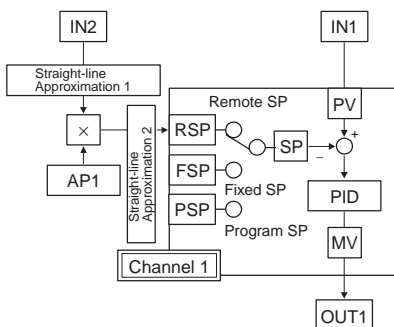 IN2
IN1
Straight-line
Approximation 1
Remote SP
PV
×
Straight-line
Approximation 2
RSP
SP
+
−
AP1
FSP
Fixed SP
PID
PSP
Program SP
MV
Channel 1
OUT1